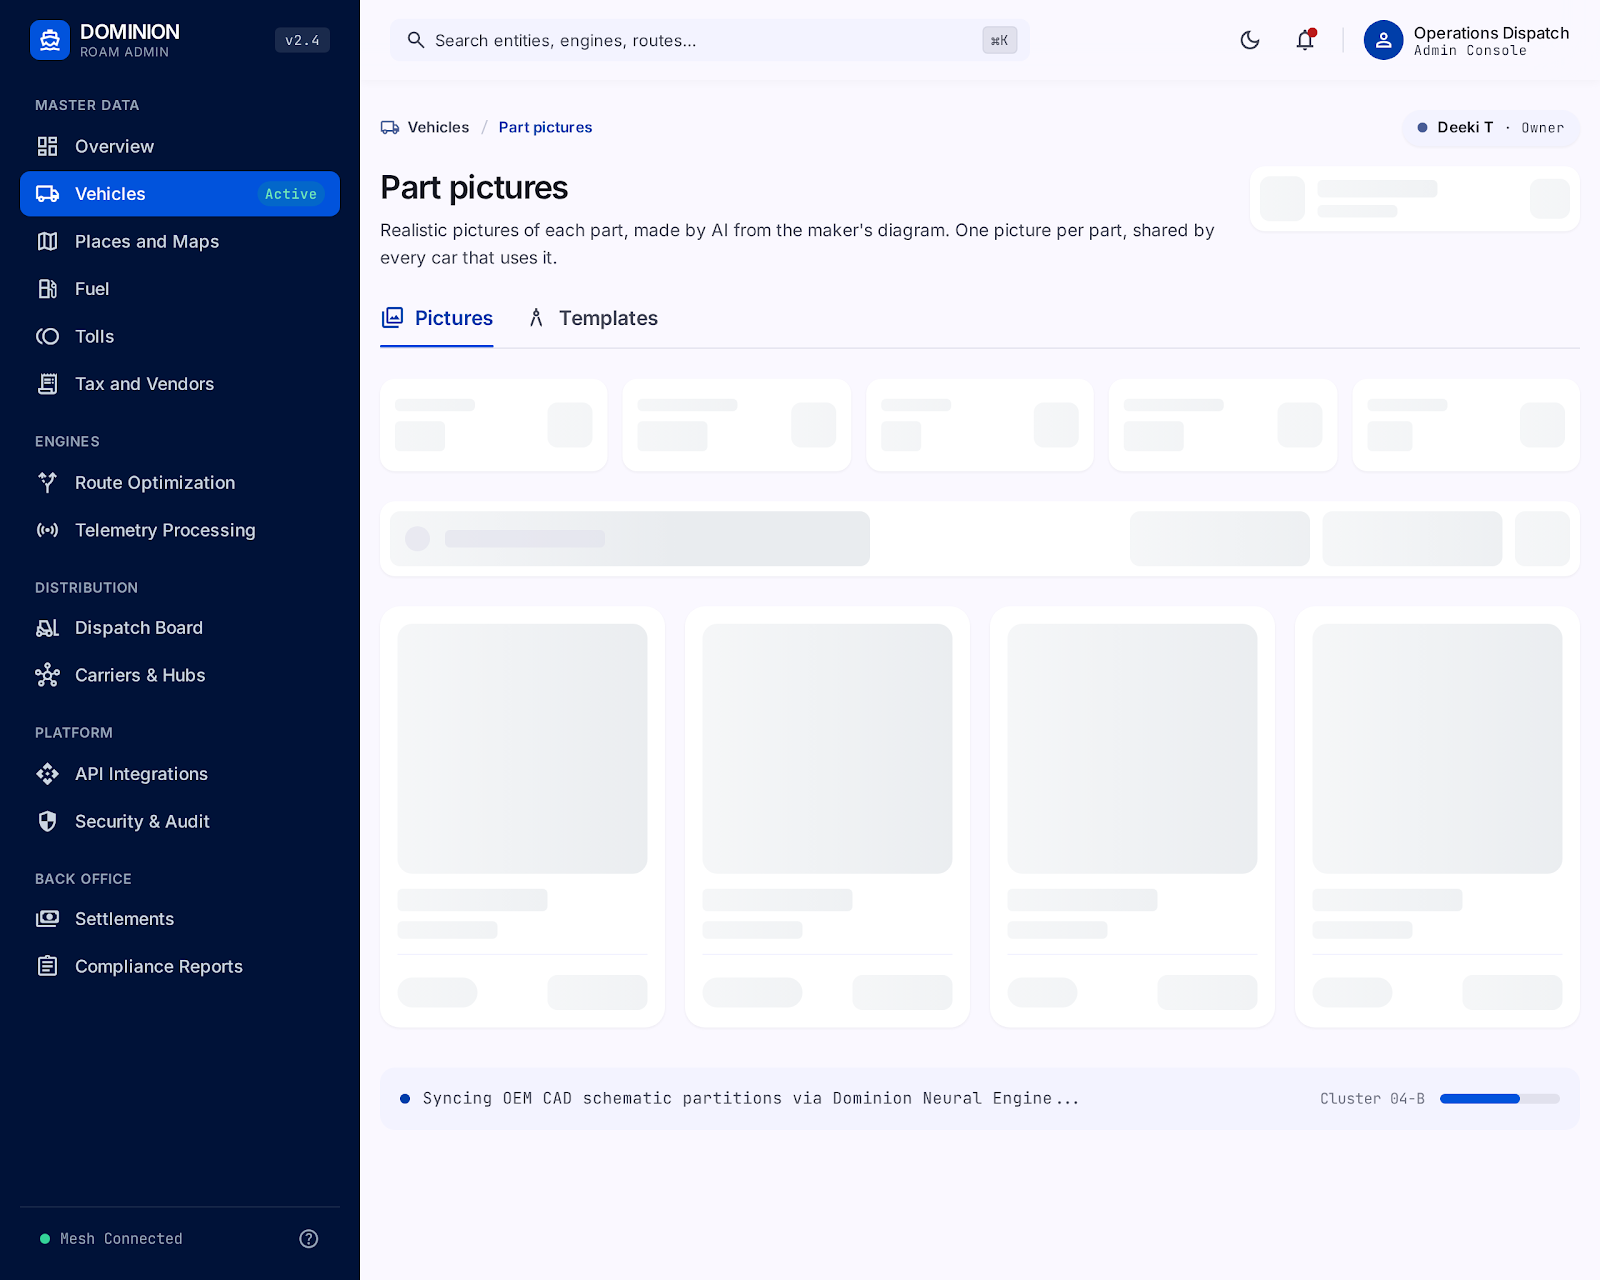 DOMINION
ROAM ADMIN
v2.4
MASTER DATA
Overview
Vehicles
Active
Places and Maps
Fuel
Tolls
Tax and Vendors
ENGINES
Route Optimization
Telemetry Processing
DISTRIBUTION
Dispatch Board
Carriers & Hubs
PLATFORM
API Integrations
Security & Audit
BACK OFFICE
Settlements
Compliance Reports
Mesh Connected
Search entities, engines, routes...
⌘K
Operations Dispatch
Admin Console
Vehicles / Part pictures
Deeki T · Owner
Part pictures
Realistic pictures of each part, made by AI from the maker's diagram. One picture per part, shared by
every car that uses it.
Pictures
Templates
Syncing OEM CAD schematic partitions via Dominion Neural Engine...
Cluster 04-B